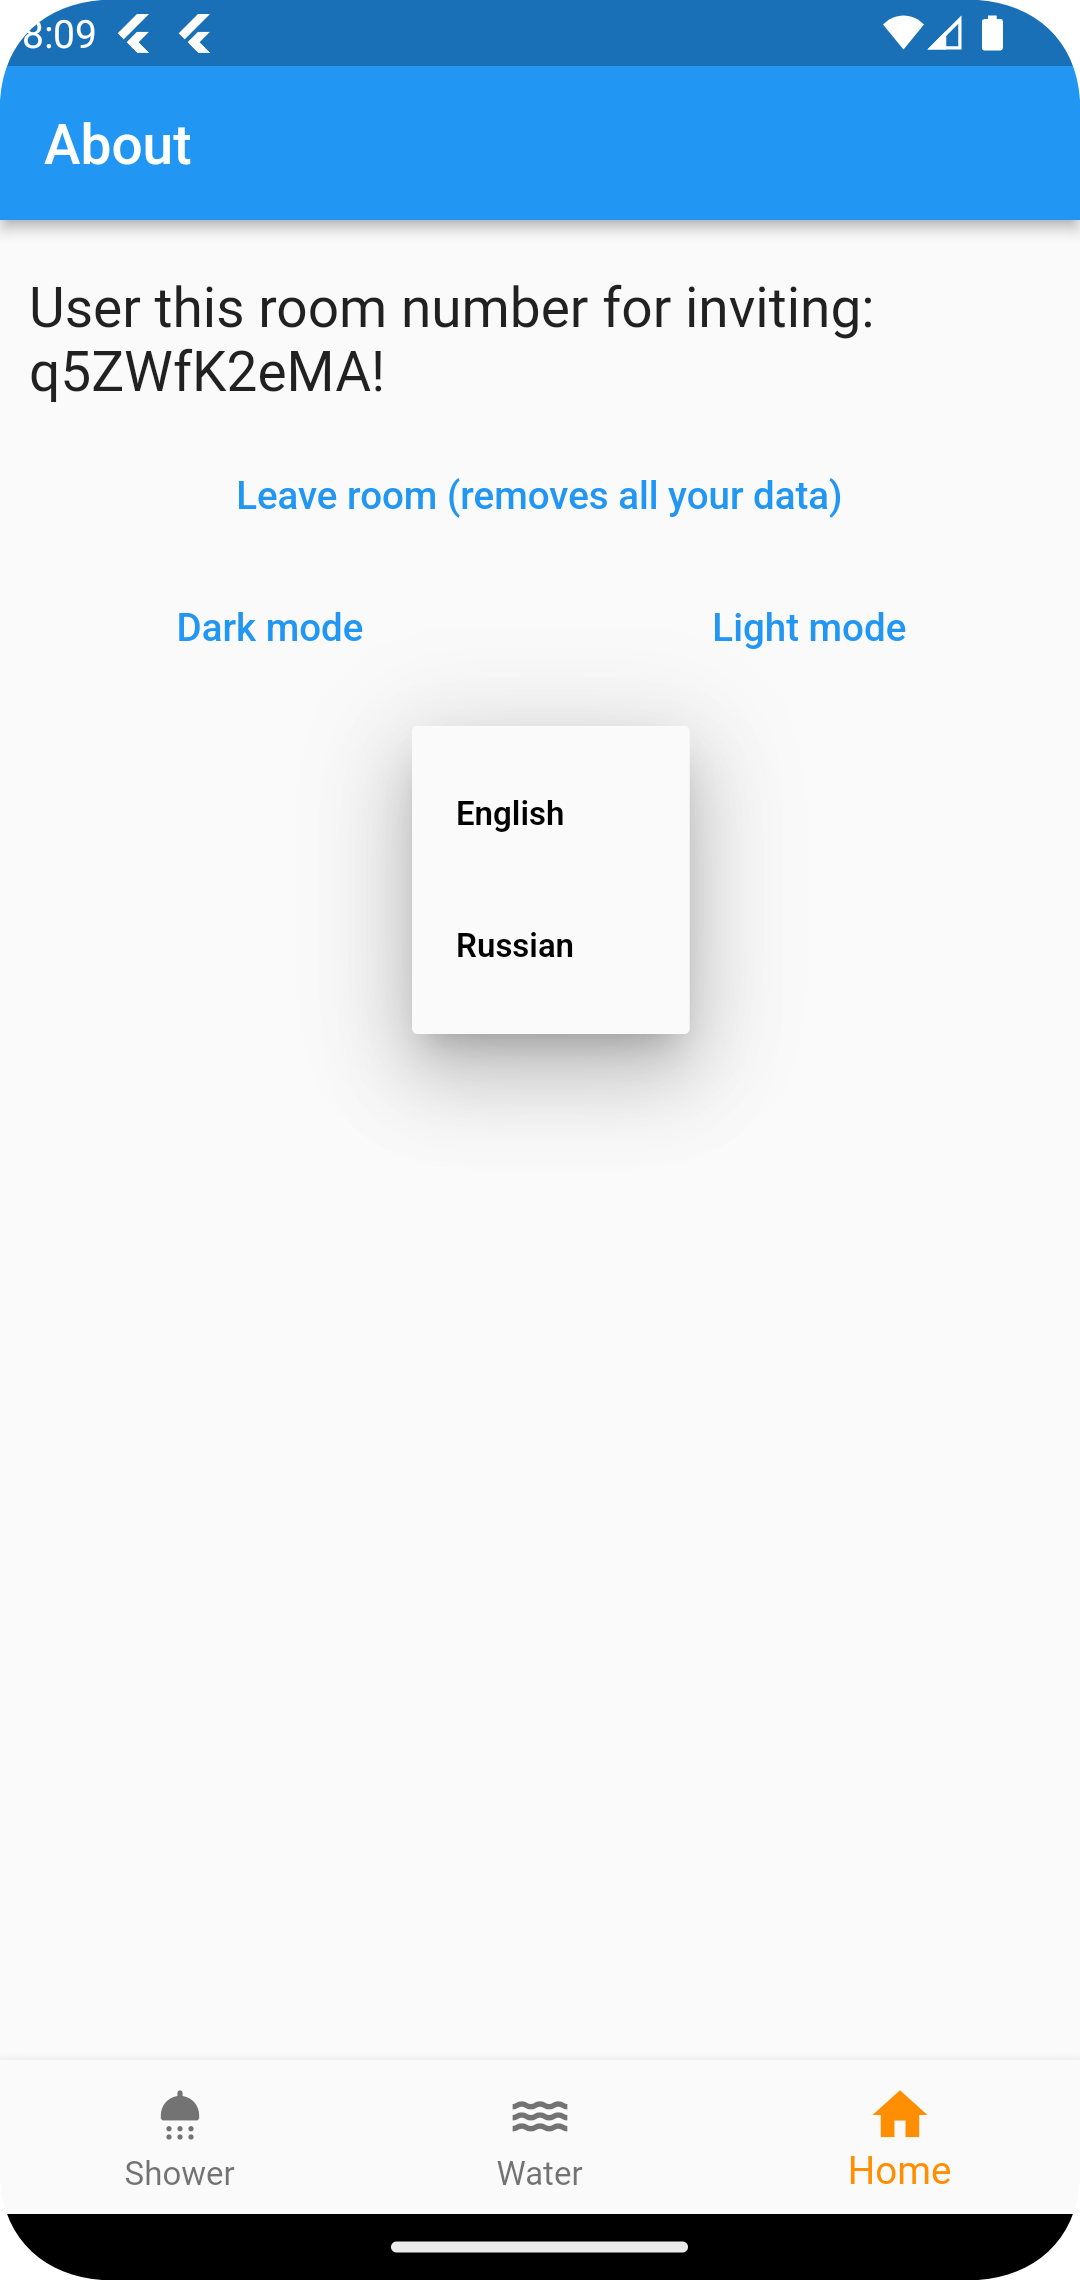 8:09
About
User this room number for inviting:
q5ZWfK2eMA!
Leave room (removes all your data)
Dark mode Light mode
English
Russian
Shower Water Home